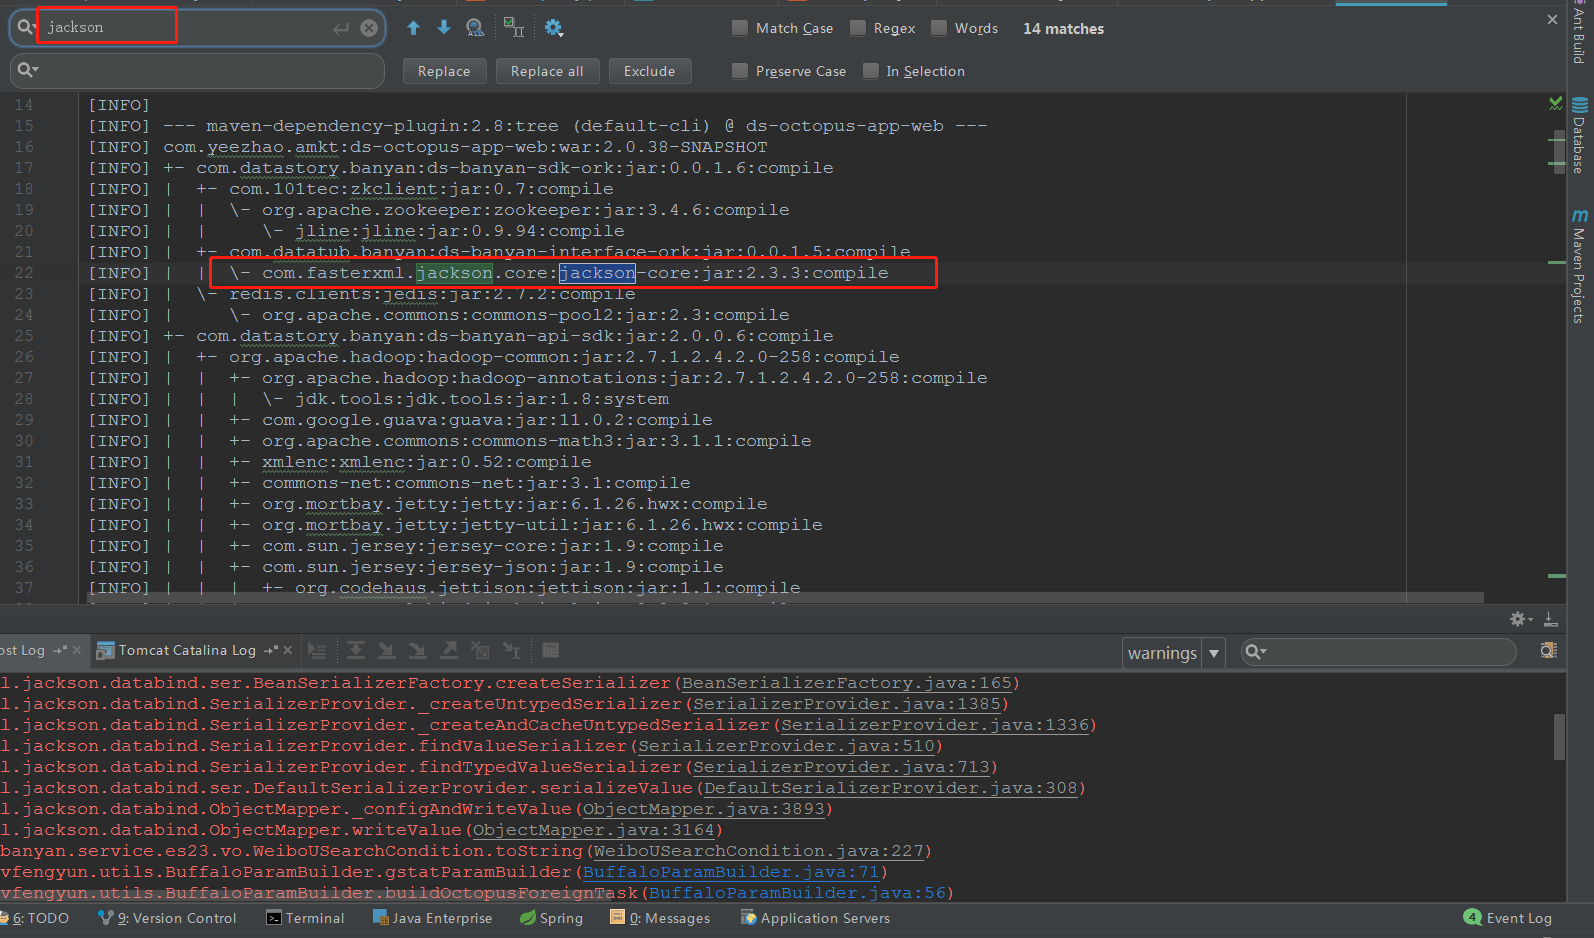 jackson
Match Case Regex Words 14 matches
Replace Replace all Exclude Preserve Case In Selection
14 [INFO]
15 [INFO] --- maven-dependency-plugin:2.8:tree (default-cli) @ ds-octopus-app-web ---
16 [INFO] com.yeezhao.amkt:ds-octopus-app-web:war:2.0.38-SNAPSHOT
17 [INFO] +- com.datastory.banyan:ds-banyan-sdk-ork:jar:0.0.1.6:compile
18 [INFO] |  +- com.101tec:zkclient:jar:0.7:compile
19 [INFO] |  |  \- org.apache.zookeeper:zookeeper:jar:3.4.6:compile
20 [INFO] |  |     \- jline:jline:jar:0.9.94:compile
21 [INFO] |  +- com.datatub.banyan:ds-banyan-interface-ork:jar:0.0.1.5:compile
22 [INFO] |  |  \- com.fasterxml.jackson.core:jackson-core:jar:2.3.3:compile
23 [INFO] |  \- redis.clients:jedis:jar:2.7.2:compile
24 [INFO] |     \- org.apache.commons:commons-pool2:jar:2.3:compile
25 [INFO] +- com.datastory.banyan:ds-banyan-api-sdk:jar:2.0.0.6:compile
26 [INFO] |  +- org.apache.hadoop:hadoop-common:jar:2.7.1.2.4.2.0-258:compile
27 [INFO] |  |  +- org.apache.hadoop:hadoop-annotations:jar:2.7.1.2.4.2.0-258:compile
28 [INFO] |  |  |  \- jdk.tools:jdk.tools:jar:1.8:system
29 [INFO] |  |  +- com.google.guava:guava:jar:11.0.2:compile
30 [INFO] |  |  +- org.apache.commons:commons-math3:jar:3.1.1:compile
31 [INFO] |  |  +- xmlenc:xmlenc:jar:0.52:compile
32 [INFO] |  |  +- commons-net:commons-net:jar:3.1:compile
33 [INFO] |  |  +- org.mortbay.jetty:jetty:jar:6.1.26.hwx:compile
34 [INFO] |  |  +- org.mortbay.jetty:jetty-util:jar:6.1.26.hwx:compile
35 [INFO] |  |  +- com.sun.jersey:jersey-core:jar:1.9:compile
36 [INFO] |  |  +- com.sun.jersey:jersey-json:jar:1.9:compile
37 [INFO] |  |  |  +- org.codehaus.jettison:jettison:jar:1.1:compile
Ant Build
Database
Maven Projects
ost Log Tomcat Catalina Log warnings
l.jackson.databind.ser.BeanSerializerFactory.createSerializer(BeanSerializerFactory.java:165)
l.jackson.databind.SerializerProvider._createUntypedSerializer(SerializerProvider.java:1385)
l.jackson.databind.SerializerProvider._createAndCacheUntypedSerializer(SerializerProvider.java:1336)
l.jackson.databind.SerializerProvider.findValueSerializer(SerializerProvider.java:510)
l.jackson.databind.SerializerProvider.findTypedValueSerializer(SerializerProvider.java:713)
l.jackson.databind.ser.DefaultSerializerProvider.serializeValue(DefaultSerializerProvider.java:308)
l.jackson.databind.ObjectMapper._configAndWriteValue(ObjectMapper.java:3893)
l.jackson.databind.ObjectMapper.writeValue(ObjectMapper.java:3164)
banyan.service.es23.vo.WeiboUSearchCondition.toString(WeiboUSearchCondition.java:227)
vfengyun.utils.BuffaloParamBuilder.gstatParamBuilder(BuffaloParamBuilder.java:71)
vfengyun.utils.BuffaloParamBuilder.buildOctopusForeignTask(BuffaloParamBuilder.java:56)
6: TODO 9: Version Control Terminal Java Enterprise Spring 0: Messages Application Servers 4 Event Log